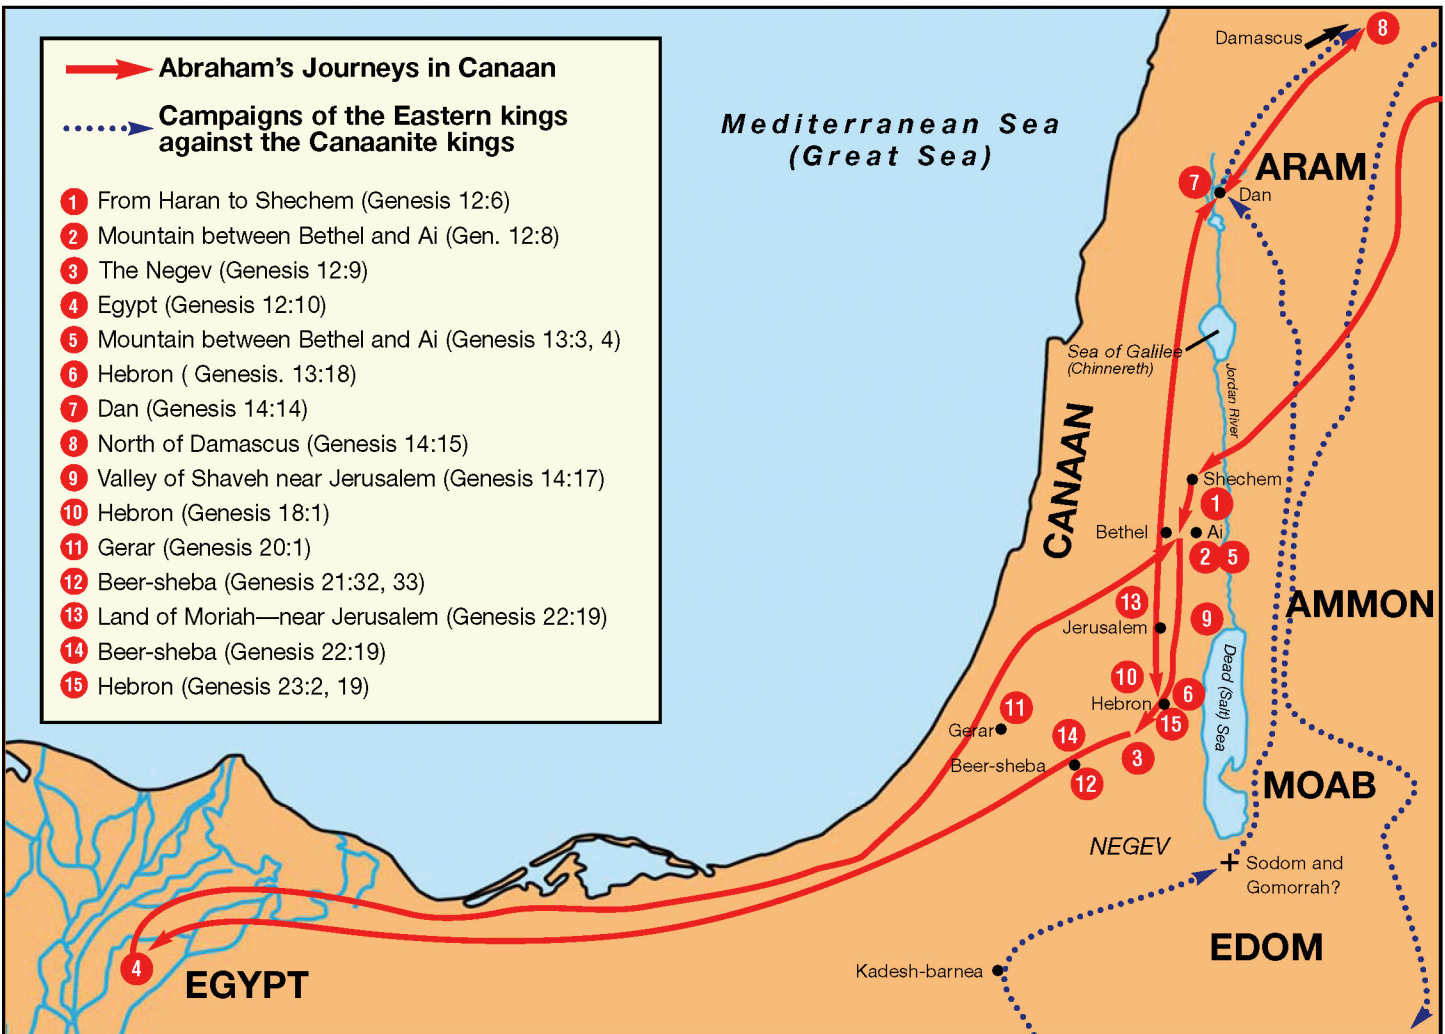 Abraham's Journeys in Canaan
Campaigns of the Eastern kings
against the Canaanite kings
1 From Haran to Shechem (Genesis 12:6)
2 Mountain between Bethel and Ai (Gen. 12:8)
3 The Negev (Genesis 12:9)
4 Egypt (Genesis 12:10)
5 Mountain between Bethel and Ai (Genesis 13:3, 4)
6 Hebron ( Genesis. 13:18)
7 Dan (Genesis 14:14)
8 North of Damascus (Genesis 14:15)
9 Valley of Shaveh near Jerusalem (Genesis 14:17)
10 Hebron (Genesis 18:1)
11 Gerar (Genesis 20:1)
12 Beer-sheba (Genesis 21:32, 33)
13 Land of Moriah—near Jerusalem (Genesis 22:19)
14 Beer-sheba (Genesis 22:19)
15 Hebron (Genesis 23:2, 19)
Mediterranean Sea
(Great Sea)
Damascus
8
ARAM
7
Dan
Sea of Galilee
(Chinnereth)
Jordan River
CANAAN
Shechem
1
Bethel
Ai
2
5
AMMON
13
9
Jerusalem
Dead (Salt) Sea
10
6
Hebron
15
11
Gerar
14
3
Beer-sheba
12
MOAB
NEGEV
Sodom and
Gomorrah?
EDOM
Kadesh-barnea
4
EGYPT